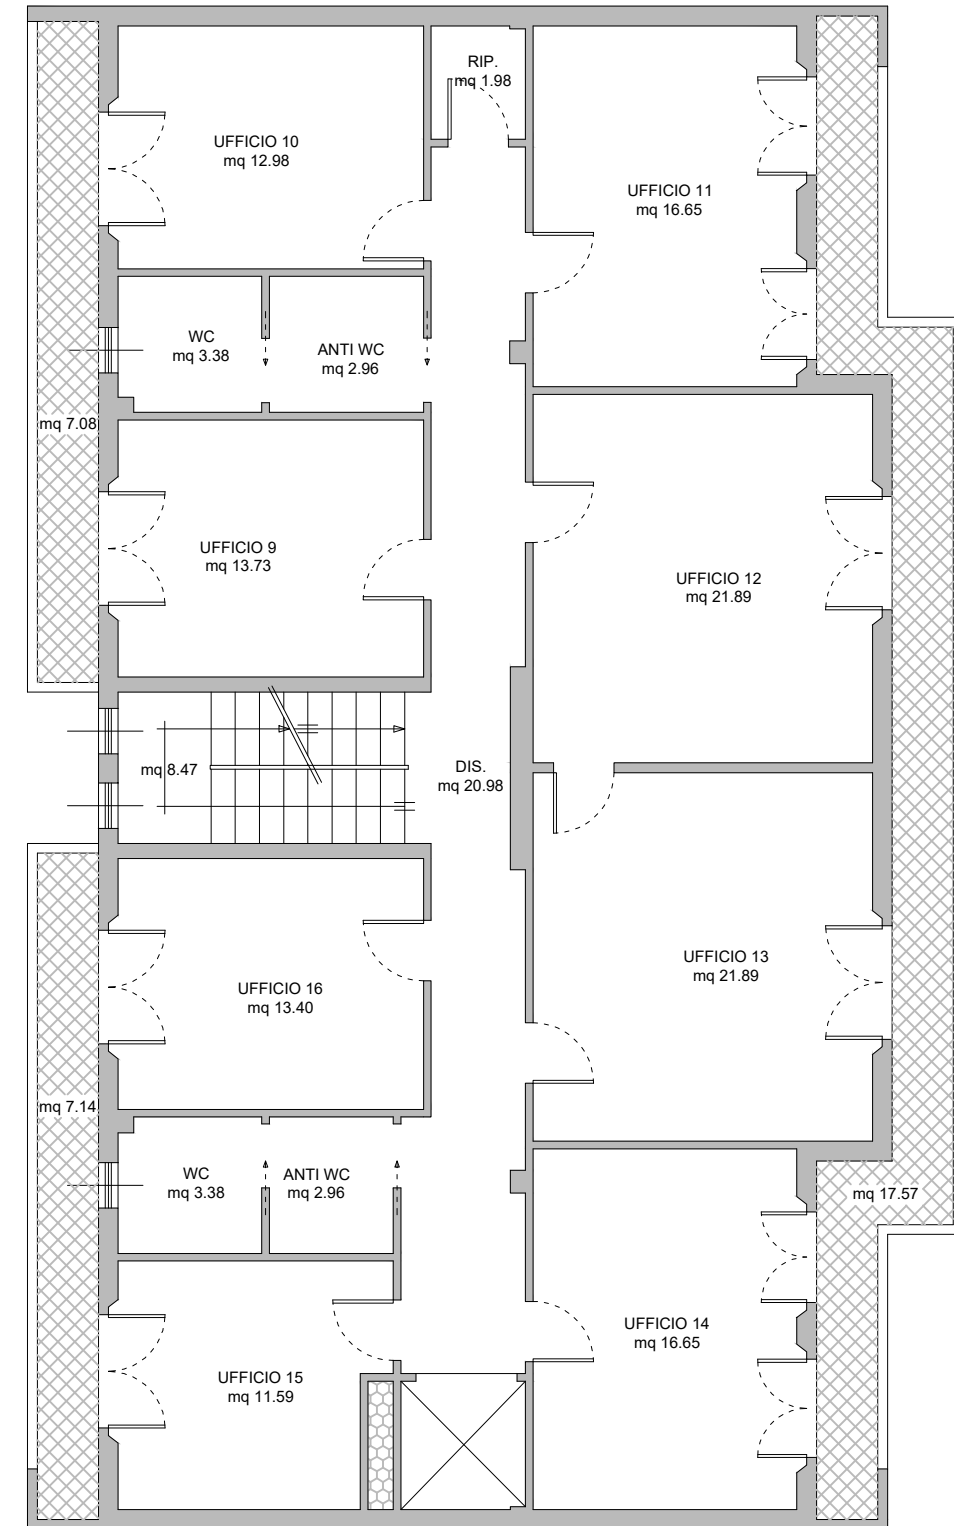 RIP.
mq 1.98
UFFICIO 10
mq 12.98
UFFICIO 11
mq 16.65
WC
mq 3.38
ANTI WC
mq 2.96
mq 7.08
UFFICIO 9
mq 13.73
UFFICIO 12
mq 21.89
mq 8.47
DIS.
mq 20.98
UFFICIO 13
mq 21.89
UFFICIO 16
mq 13.40
mq 7.14
WC
mq 3.38
ANTI WC
mq 2.96
mq 17.57
UFFICIO 14
mq 16.65
UFFICIO 15
mq 11.59